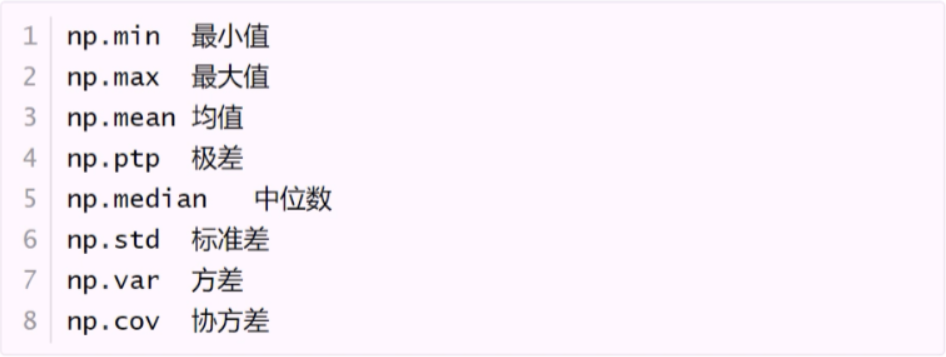 1 np.min 最小值
2 np.max 最大值
3 np.mean 均值
4 np.ptp 极差
5 np.median 中位数
6 np.std 标准差
7 np.var 方差
8 np.cov 协方差